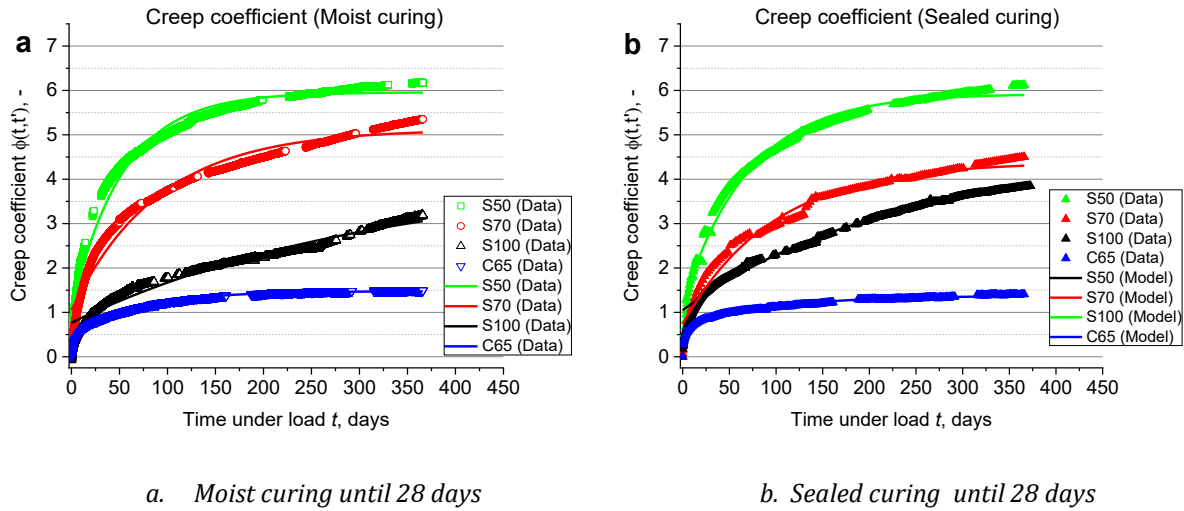 Creep coefficient (Moist curing)
a
7
6
5
4
3
2
1
0
Creep coefficient ϕ(t,t'), -
0 50 100 150 200 250 300 350 400 450
Time under load t, days
S50 (Data)
S70 (Data)
S100 (Data)
C65 (Data)
S50 (Data)
S70 (Data)
S100 (Data)
C65 (Data)
a. Moist curing until 28 days
Creep coefficient (Sealed curing)
b
7
6
5
4
3
2
1
0
Creep coefficient ϕ(t,t'), -
0 50 100 150 200 250 300 350 400 450
Time under load t, days
S50 (Data)
S70 (Data)
S100 (Data)
C65 (Data)
S50 (Model)
S70 (Model)
S100 (Model)
C65 (Model)
b. Sealed curing until 28 days